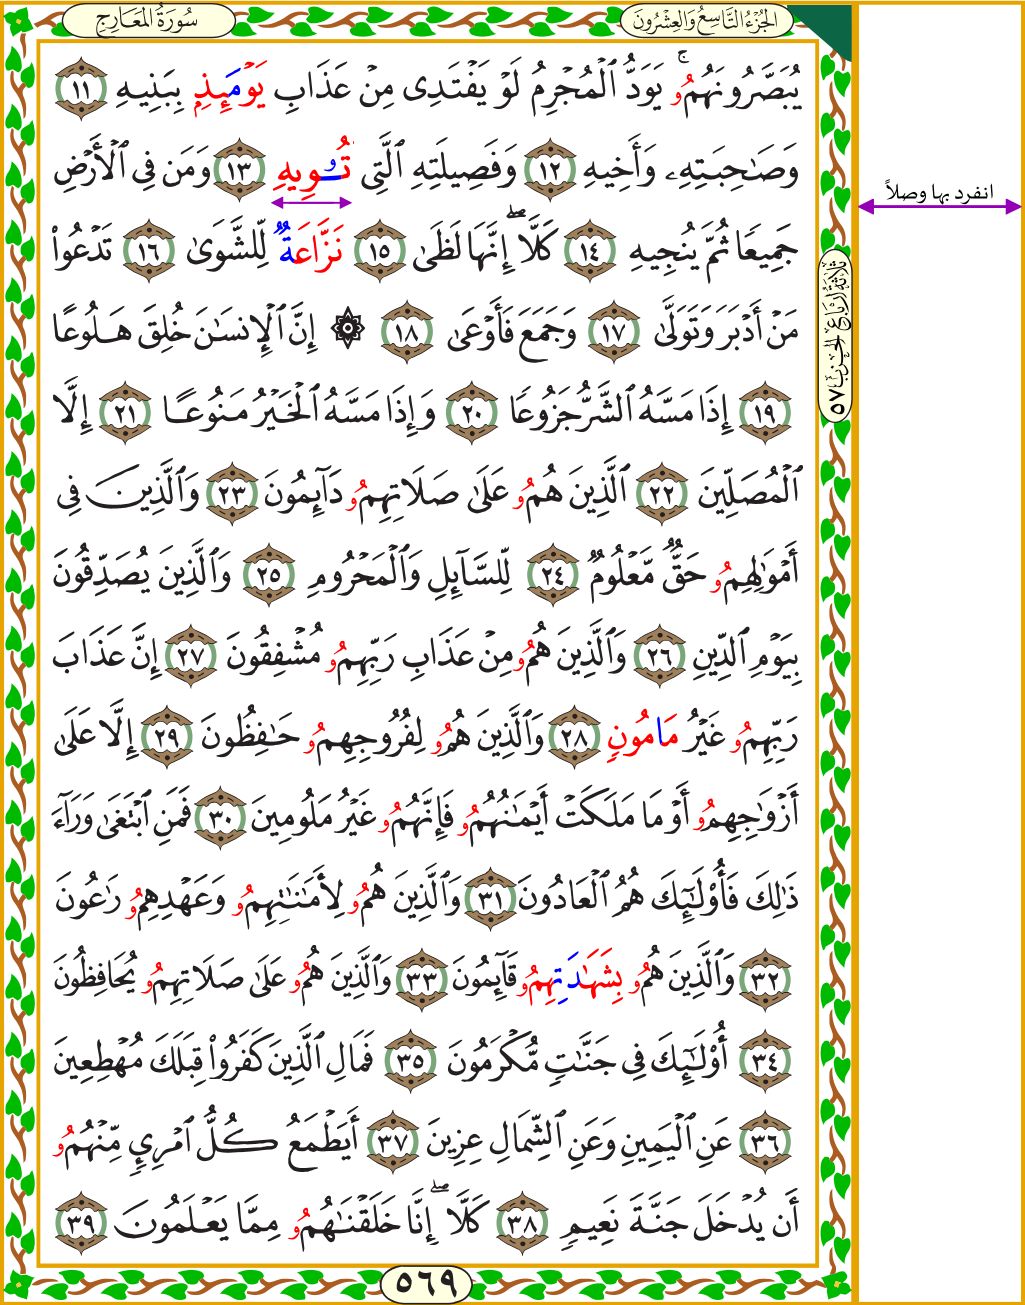 سُورَةُ المَعَارِجِ
الجُزْءُ التَّاسِعُ وَالعِشْرُونَ
يُبَصَّرُونَهُمُۥ ۚ يَوَدُّ ٱلْمُجْرِمُ لَوْ يَفْتَدِى مِنْ عَذَابِ يَوْمَئِذِۭ بِبَنِيهِ ١١
وَصَٰحِبَتِهِۦ وَأَخِيهِ ١٢ وَفَصِيلَتِهِ ٱلَّتِى تُـْٔوِيهِ ١٣ وَمَن فِى ٱلْأَرْضِ
انفرد بها وصلاً
جَمِيعًا ثُمَّ يُنجِيهِ ١٤ كَلَّا ۖ إِنَّهَا لَظَىٰ ١٥ نَزَّاعَةٌ لِّلشَّوَىٰ ١٦ تَدْعُوا۟
مَنْ أَدْبَرَ وَتَوَلَّىٰ ١٧ وَجَمَعَ فَأَوْعَىٰ ١٨ ۞ إِنَّ ٱلْإِنسَٰنَ خُلِقَ هَلُوعًا
ثَلَاثَةُ أَرْبَاعِ الحِزْبِ ٥٧
١٩ إِذَا مَسَّهُ ٱلشَّرُّ جَزُوعًا ٢٠ وَإِذَا مَسَّهُ ٱلْخَيْرُ مَنُوعًا ٢١ إِلَّا
ٱلْمُصَلِّينَ ٢٢ ٱلَّذِينَ هُمُۥ عَلَىٰ صَلَاتِهِمُۥ دَآئِمُونَ ٢٣ وَٱلَّذِينَ فِى
أَمْوَٰلِهِمُۥ حَقٌّ مَّعْلُومٌ ٢٤ لِّلسَّآئِلِ وَٱلْمَحْرُومِ ٢٥ وَٱلَّذِينَ يُصَدِّقُونَ
بِيَوْمِ ٱلدِّينِ ٢٦ وَٱلَّذِينَ هُمُۥ مِنْ عَذَابِ رَبِّهِمُۥ مُشْفِقُونَ ٢٧ إِنَّ عَذَابَ
رَبِّهِمُۥ غَيْرُ مَامُونٍ ٢٨ وَٱلَّذِينَ هُمُۥ لِفُرُوجِهِمُۥ حَٰفِظُونَ ٢٩ إِلَّا عَلَىٰ
أَزْوَٰجِهِمُۥ أَوْ مَا مَلَكَتْ أَيْمَٰنُهُمُۥ فَإِنَّهُمُۥ غَيْرُ مَلُومِينَ ٣٠ فَمَنِ ٱبْتَغَىٰ وَرَآءَ
ذَٰلِكَ فَأُو۟لَٰٓئِكَ هُمُ ٱلْعَادُونَ ٣١ وَٱلَّذِينَ هُمُۥ لِأَمَٰنَٰتِهِمُۥ وَعَهْدِهِمُۥ رَٰعُونَ
٣٢ وَٱلَّذِينَ هُمُۥ بِشَهَٰدَتِهِمُۥ قَآئِمُونَ ٣٣ وَٱلَّذِينَ هُمُۥ عَلَىٰ صَلَاتِهِمُۥ يُحَافِظُونَ
٣٤ أُو۟لَٰٓئِكَ فِى جَنَّٰتٍ مُّكْرَمُونَ ٣٥ فَمَالِ ٱلَّذِينَ كَفَرُوا۟ قِبَلَكَ مُهْطِعِينَ
٣٦ عَنِ ٱلْيَمِينِ وَعَنِ ٱلشِّمَالِ عِزِينَ ٣٧ أَيَطْمَعُ كُلُّ ٱمْرِئٍ مِّنْهُمُۥ
أَن يُدْخَلَ جَنَّةَ نَعِيمٍ ٣٨ كَلَّا ۖ إِنَّا خَلَقْنَٰهُمُۥ مِمَّا يَعْلَمُونَ ٣٩
٥٦٩